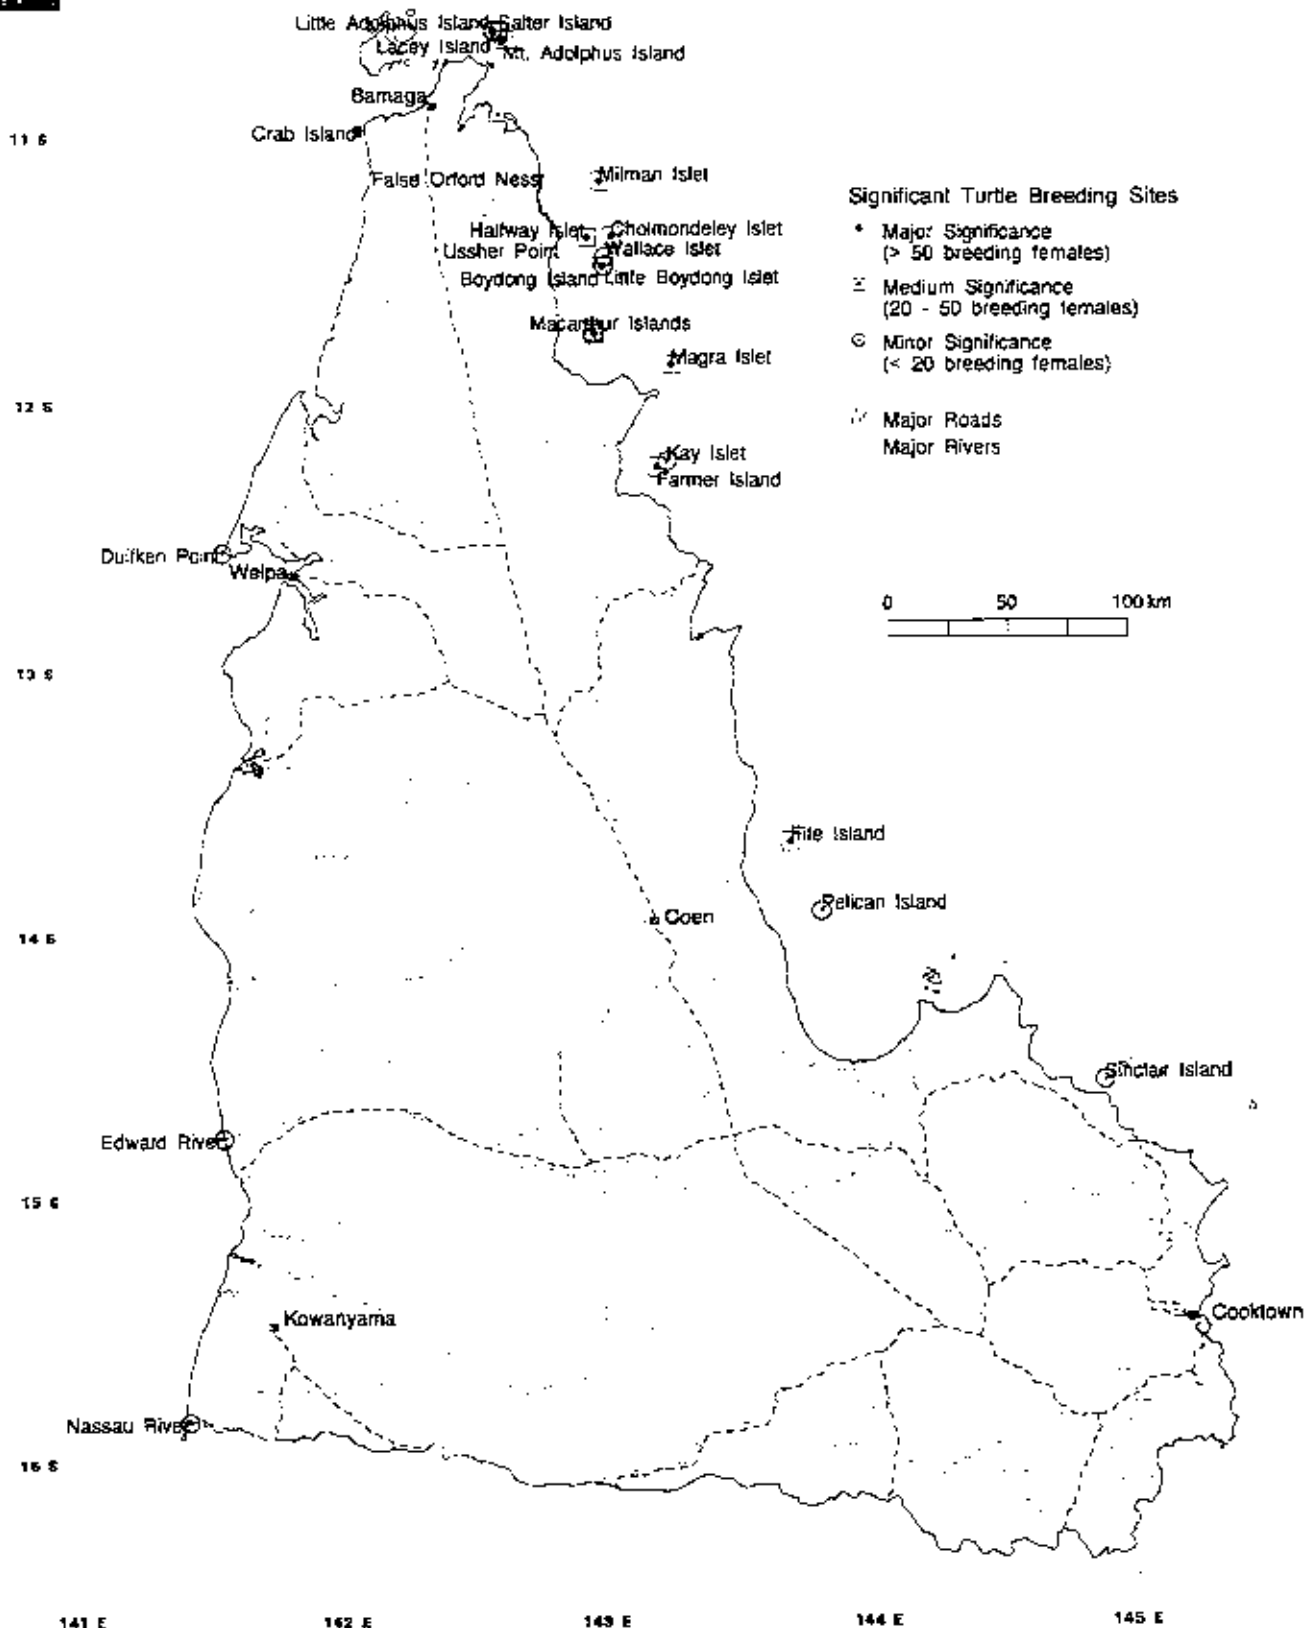 Little Adolphus Island Salter Island
Lacey Island Mt. Adolphus Island
Bamaga
Crab Island
11 S
False Orford Ness
Milman Islet
Significant Turtle Breeding Sites
Halfway Islet Cholmondeley Islet
Major Significance
(> 50 breeding females)
Ussher Point Wallace Islet
Boydong Island Little Boydong Islet
Medium Significance
(20 - 50 breeding females)
Macarthur Islands
Minor Significance
(< 20 breeding females)
Magra Islet
12 S
Major Roads
Major Rivers
Kay Islet
Farmer Island
Duifken Point
Weipa
0 50 100 km
13 S
File Island
Pelican Island
Coen
14 S
Sinclair Island
Edward River
15 S
Kowanyama
Cooktown
Nassau River
16 S
141 E 142 E 143 E 144 E 145 E